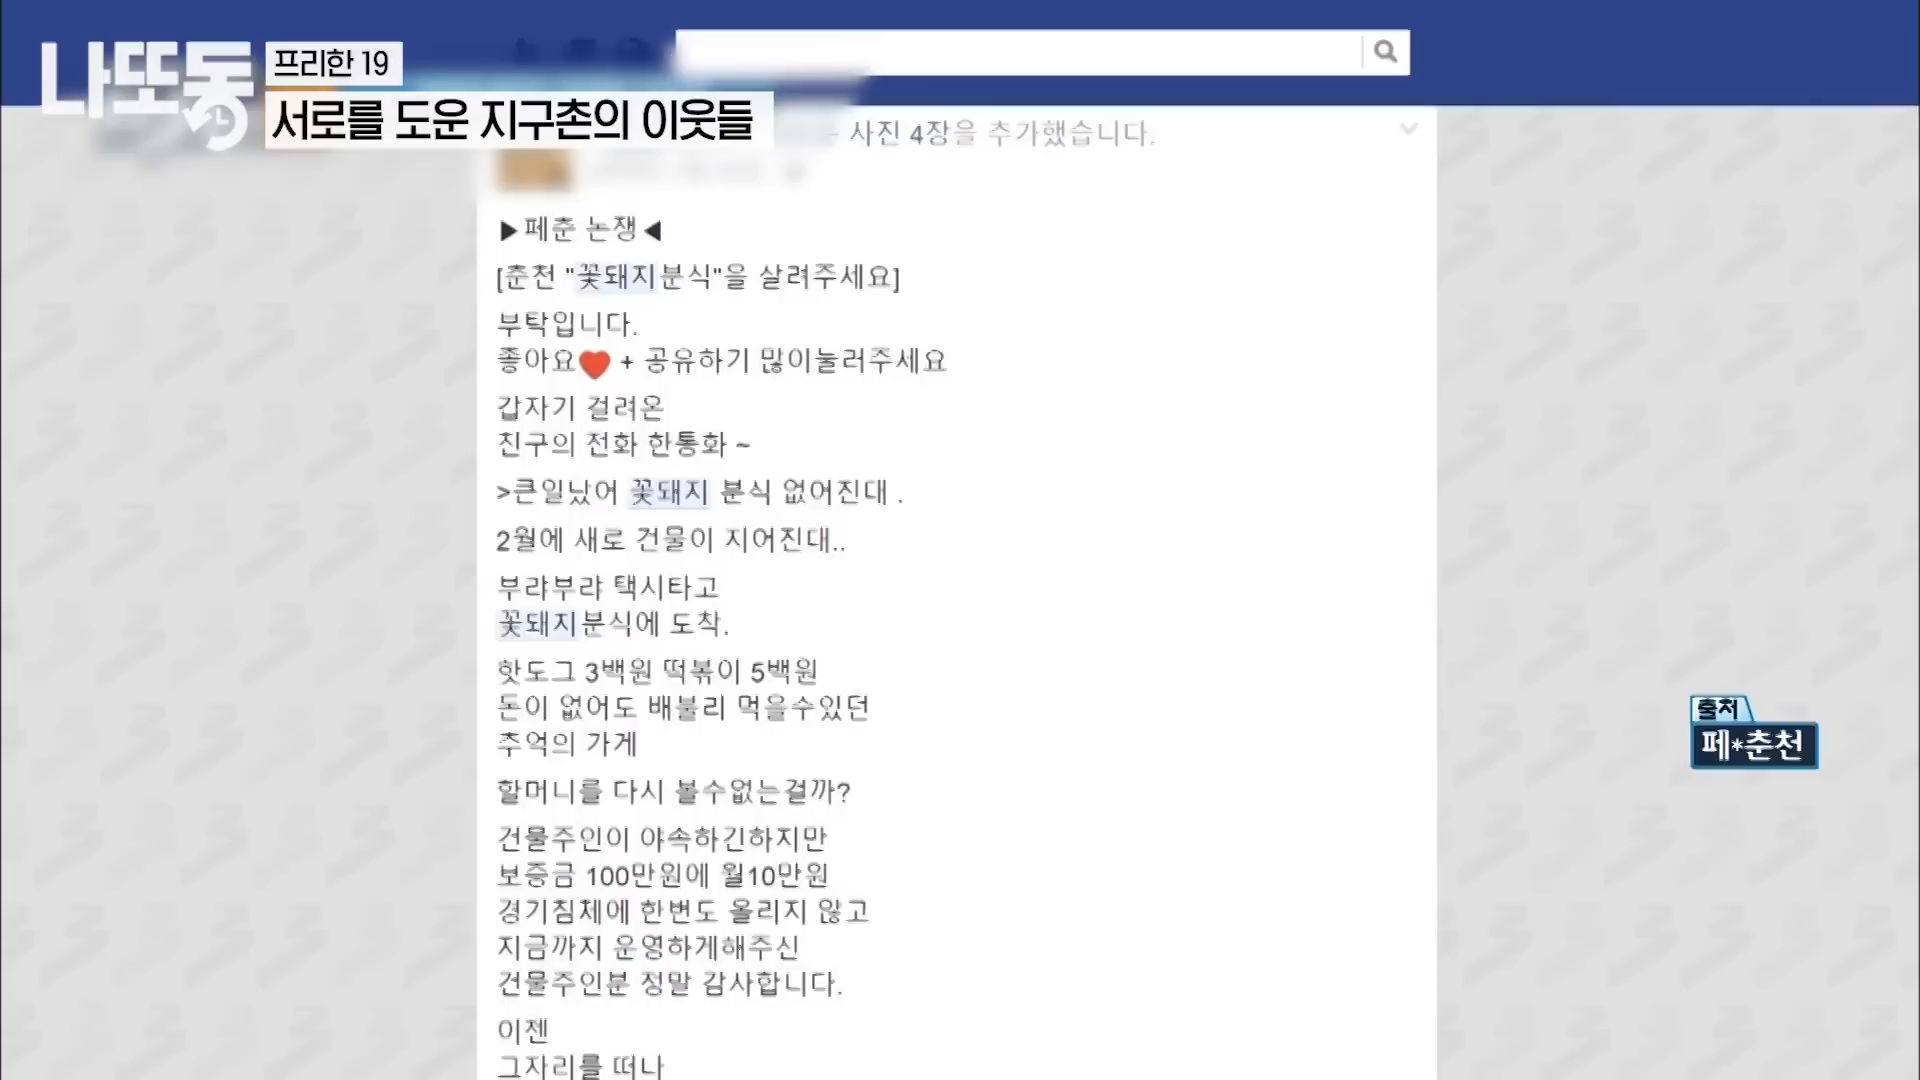 나또동
프리한 19
서로를 도운 지구촌의 이웃들
사진 4장을 추가했습니다.
▶페춘 논쟁◀
[춘천 "꽃돼지분식"을 살려주세요]
부탁입니다.
좋아요❤️ + 공유하기 많이눌러주세요
갑자기 걸려온
친구의 전화 한통화 ~
>큰일났어 꽃돼지 분식 없어진대 .
2월에 새로 건물이 지어진대..
부랴부랴 택시타고
꽃돼지분식에 도착.
핫도그 3백원 떡볶이 5백원
돈이 없어도 배불리 먹을수있던
추억의 가게
할머니를 다시 볼수없는걸까?
건물주인이 야속하긴하지만
보증금 100만원에 월10만원
경기침체에 한번도 올리지 않고
지금까지 운영하게해주신
건물주인분 정말 감사합니다.
이젠
그자리를 떠나
출처
페*춘천